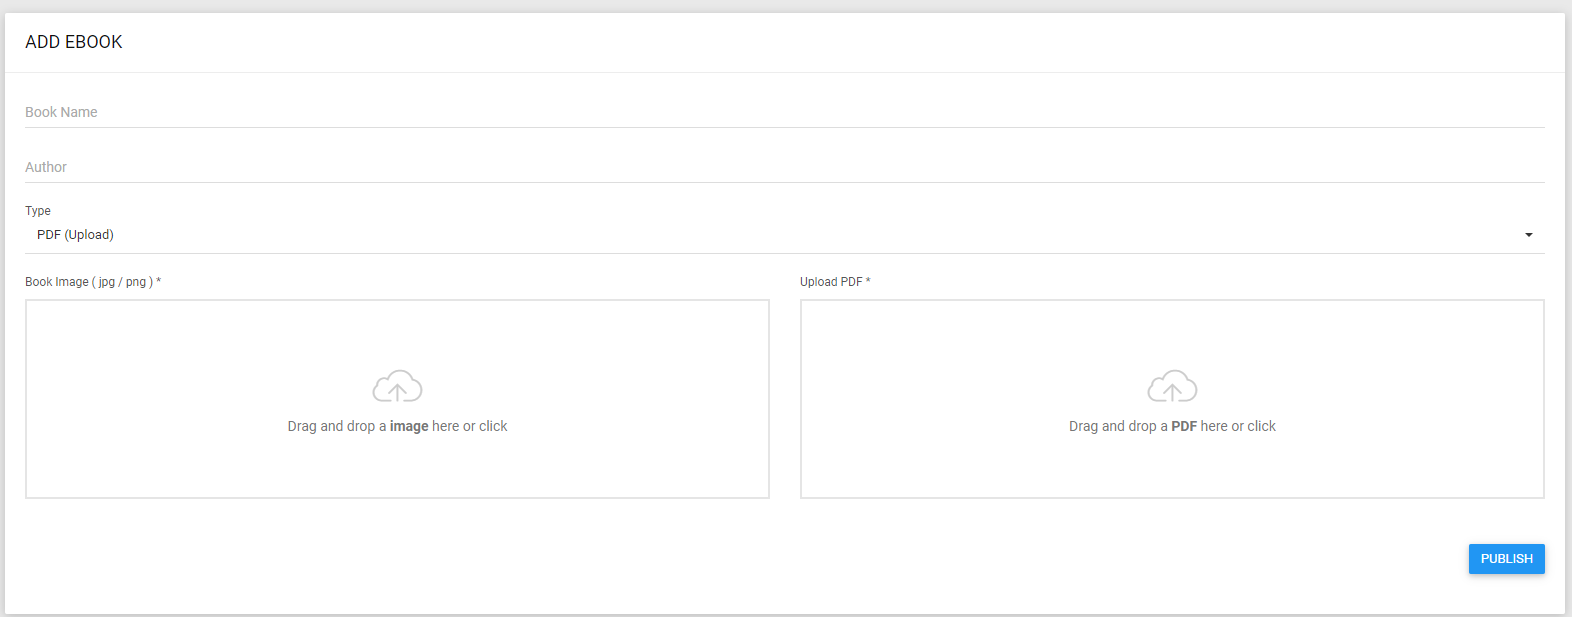 ADD EBOOK
Book Name
Author
Type
PDF (Upload)
Book Image ( jpg / png ) *
Upload PDF *
Drag and drop a image here or click
Drag and drop a PDF here or click
PUBLISH